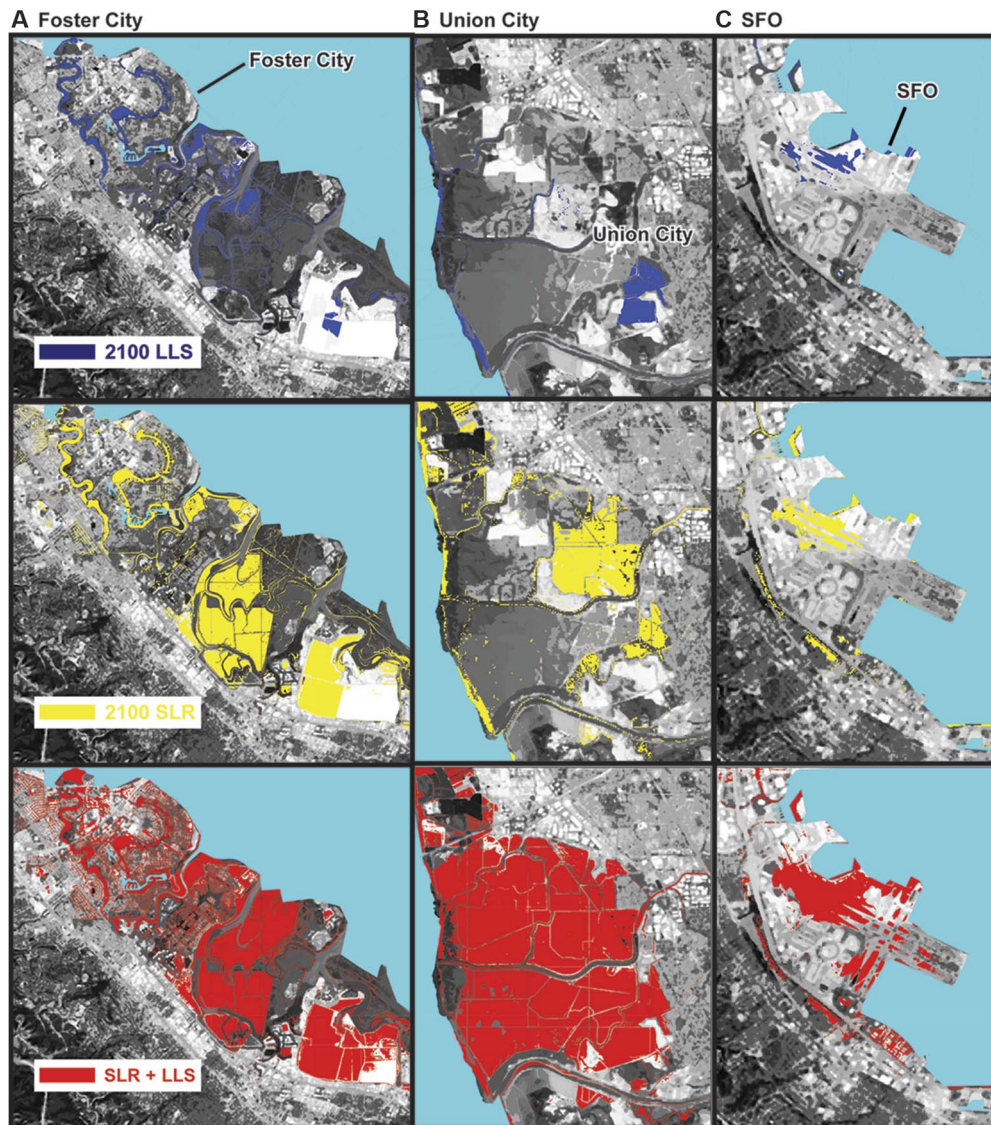 A Foster City
B Union City
C SFO
Foster City
Union City
SFO
2100 LLS
2100 SLR
SLR + LLS